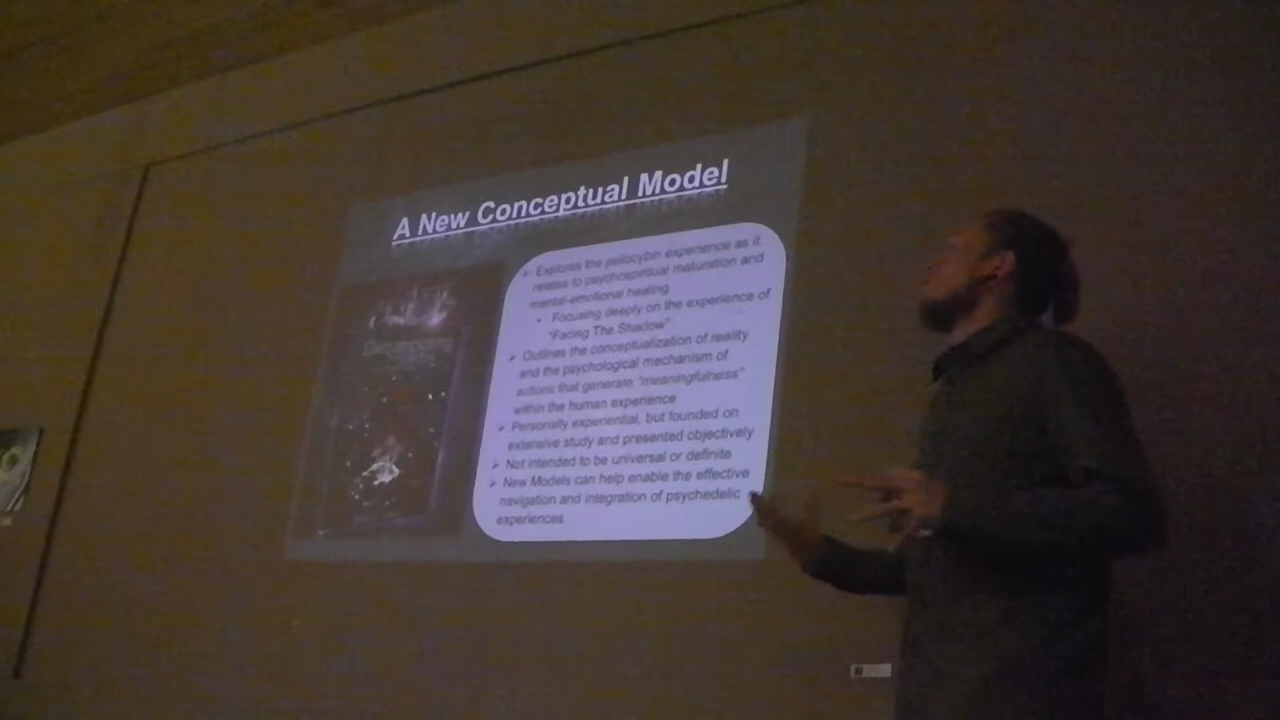 A New Conceptual Model
➢ Explores the psilocybin experience as it
relates to psychospiritual maturation and
mental-emotional healing
• Focusing deeply on the experience of
"Facing The Shadow"
➢ Outlines the conceptualization of reality
and the psychological mechanism of
actions that generate "meaningfulness"
within the human experience
➢ Personally experiential, but founded on
extensive study and presented objectively
➢ Not intended to be universal or definite
➢ New Models can help enable the effective
navigation and integration of psychedelic
experiences